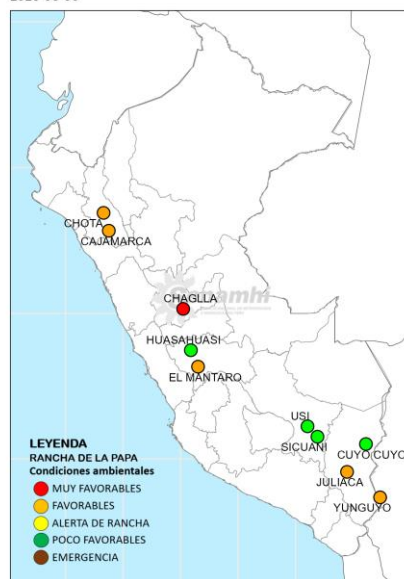 CHOTA
CAJAMARCA
CHAGLLA
HUASAHUASI
EL MANTARO
USI
SICUANI
CUYO CUYO
JULIACA
YUNGUYO
LEYENDA
RANCHA DE LA PAPA
Condiciones ambientales
MUY FAVORABLES
FAVORABLES
ALERTA DE RANCHA
POCO FAVORABLES
EMERGENCIA